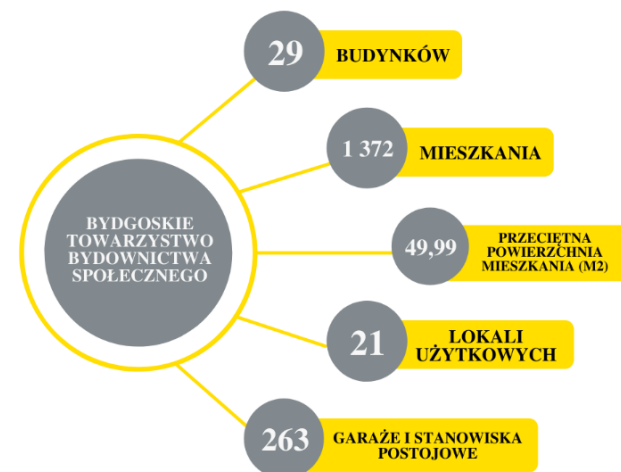 29
BUDYNKÓW
1 372
MIESZKANIA
BYDGOSKIE
TOWARZYSTWO
BYDOWNICTWA
SPOŁECZNEGO
49,99
PRZECIĘTNA
POWIERZCHNIA
MIESZKANIA (M2)
21
LOKALI
UŻYTKOWYCH
263
GARAŻE I STANOWISKA
POSTOJOWE